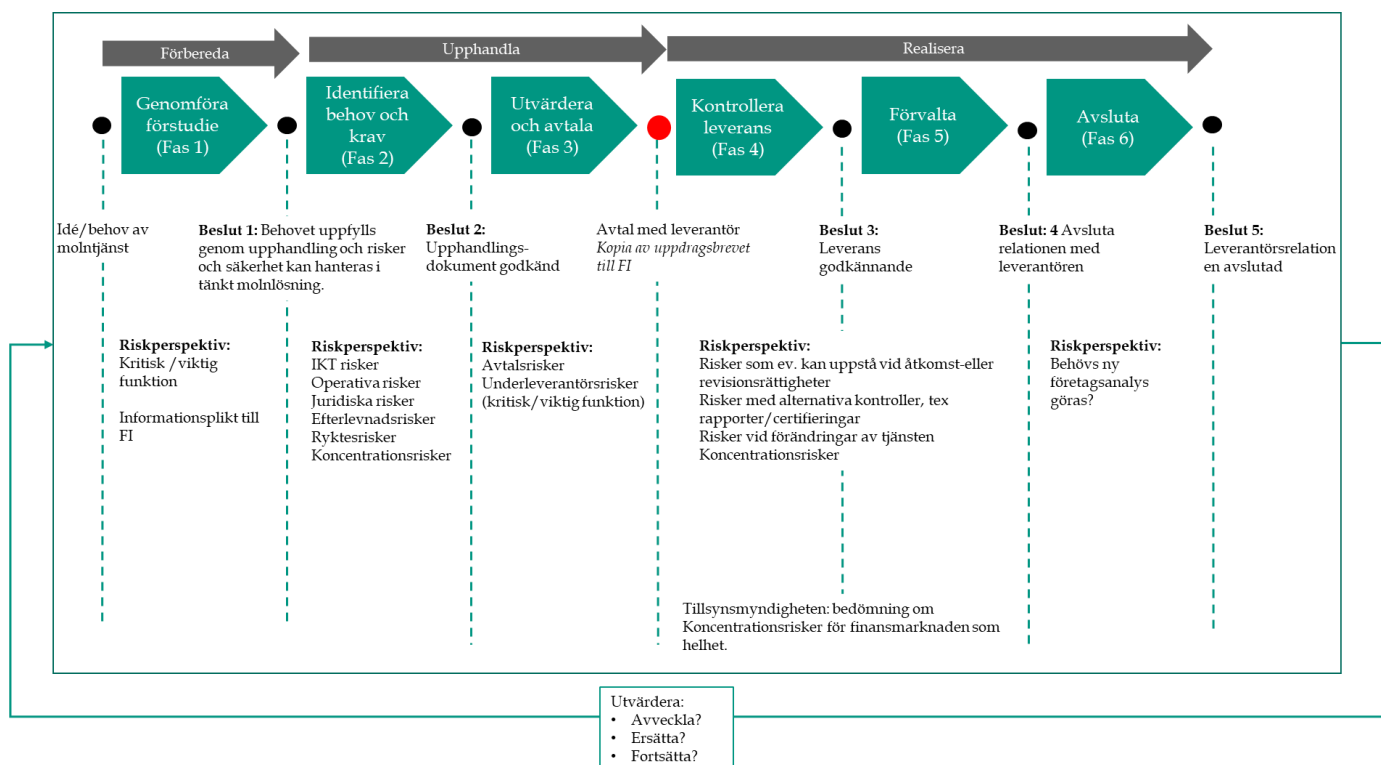 Förbereda
Upphandla
Realisera
Genomföra
förstudie
(Fas 1)
Identifiera
behov och
krav
(Fas 2)
Utvärdera
och avtala
(Fas 3)
Kontrollera
leverans
(Fas 4)
Förvalta
(Fas 5)
Avsluta
(Fas 6)
Idé/behov av
molntjänst
Beslut 1: Behovet uppfylls
genom upphandling och risker
och säkerhet kan hanteras i
tänkt molnlösning.
Beslut 2:
Upphandlings-
dokument godkänd
Avtal med leverantör
Kopia av uppdragsbrevet
till FI
Beslut 3:
Leverans
godkännande
Beslut: 4 Avsluta
relationen med
leverantören
Beslut 5:
Leverantörsrelation
en avslutad
Riskperspektiv:
Kritisk /viktig
funktion
Informationsplikt till
FI
Riskperspektiv:
IKT risker
Operativa risker
Juridiska risker
Efterlevnadsrisker
Ryktesrisker
Koncentrationsrisker
Riskperspektiv:
Avtalsrisker
Underleverantörsrisker
(kritisk/viktig funktion)
Riskperspektiv:
Risker som ev. kan uppstå vid åtkomst-eller
revisionsrättigheter
Risker med alternativa kontroller, tex
rapporter/certifieringar
Risker vid förändringar av tjänsten
Koncentrationsrisker
Riskperspektiv:
Behövs ny
företagsanalys
göras?
Tillsynsmyndigheten: bedömning om
Koncentrationsrisker för finansmarknaden som
helhet.
Utvärdera:
• Avveckla?
• Ersätta?
• Fortsätta?